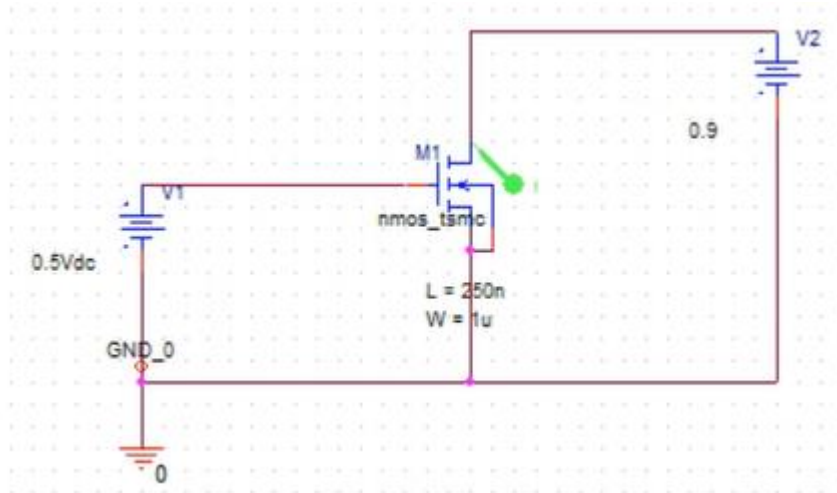 V2
0.9
M1
V1
nmos_tsmc
0.5Vdc
L = 250n
W = 1u
GND_0
0